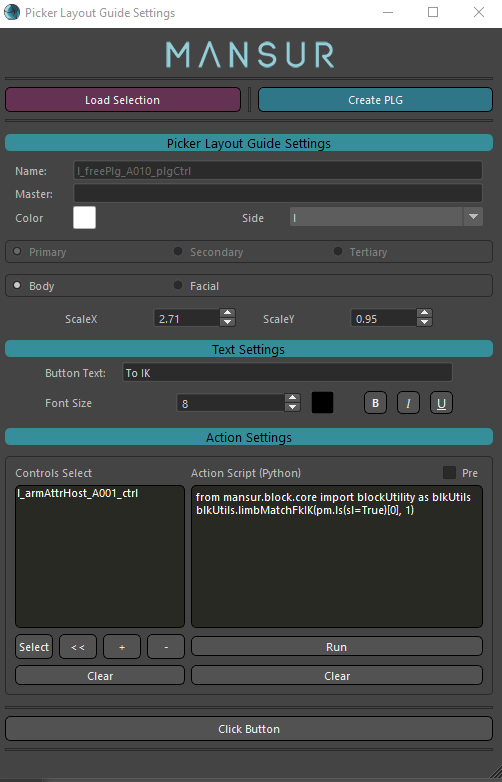 Picker Layout Guide Settings
MANSUR
Load Selection
Create PLG
Picker Layout Guide Settings
Name: l_freePlg_A010_plgCtrl
Master:
Color
Side l
Primary Secondary Tertiary
Body Facial
ScaleX 2.71 ScaleY 0.95
Text Settings
Button Text: To IK
Font Size 8 B I U
Action Settings
Controls Select
l_armAttrHost_A001_ctrl
Action Script (Python) Pre
from mansur.block.core import blockUtility as blkUtils
blkUtils.limbMatchFkIK(pm.ls(sl=True)[0], 1)
Select << + -
Run
Clear
Clear
Click Button